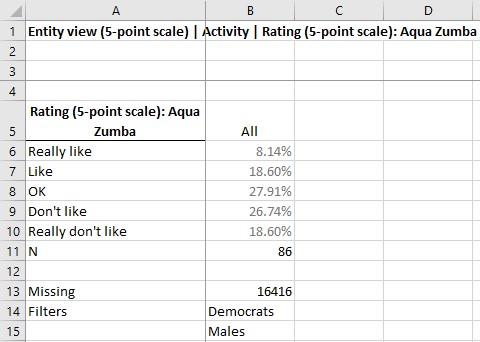 A B C D
1 Entity view (5-point scale) | Activity | Rating (5-point scale): Aqua Zumba
2
3
4
Rating (5-point scale): Aqua
5 Zumba All
6 Really like 8.14%
7 Like 18.60%
8 OK 27.91%
9 Don't like 26.74%
10 Really don't like 18.60%
11 N 86
12
13 Missing 16416
14 Filters Democrats
15 Males